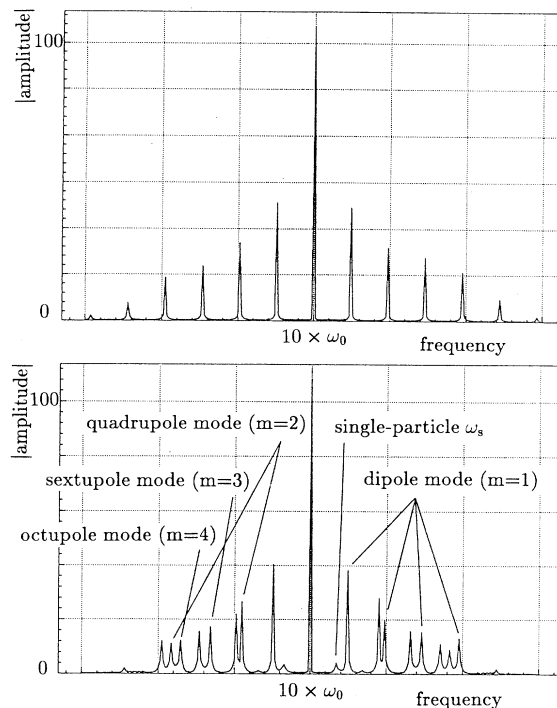 |amplitude|
100
0
10 × ω₀
frequency
|amplitude|
100
quadrupole mode (m=2)
single-particle ωₛ
sextupole mode (m=3)
dipole mode (m=1)
octupole mode (m=4)
0
10 × ω₀
frequency